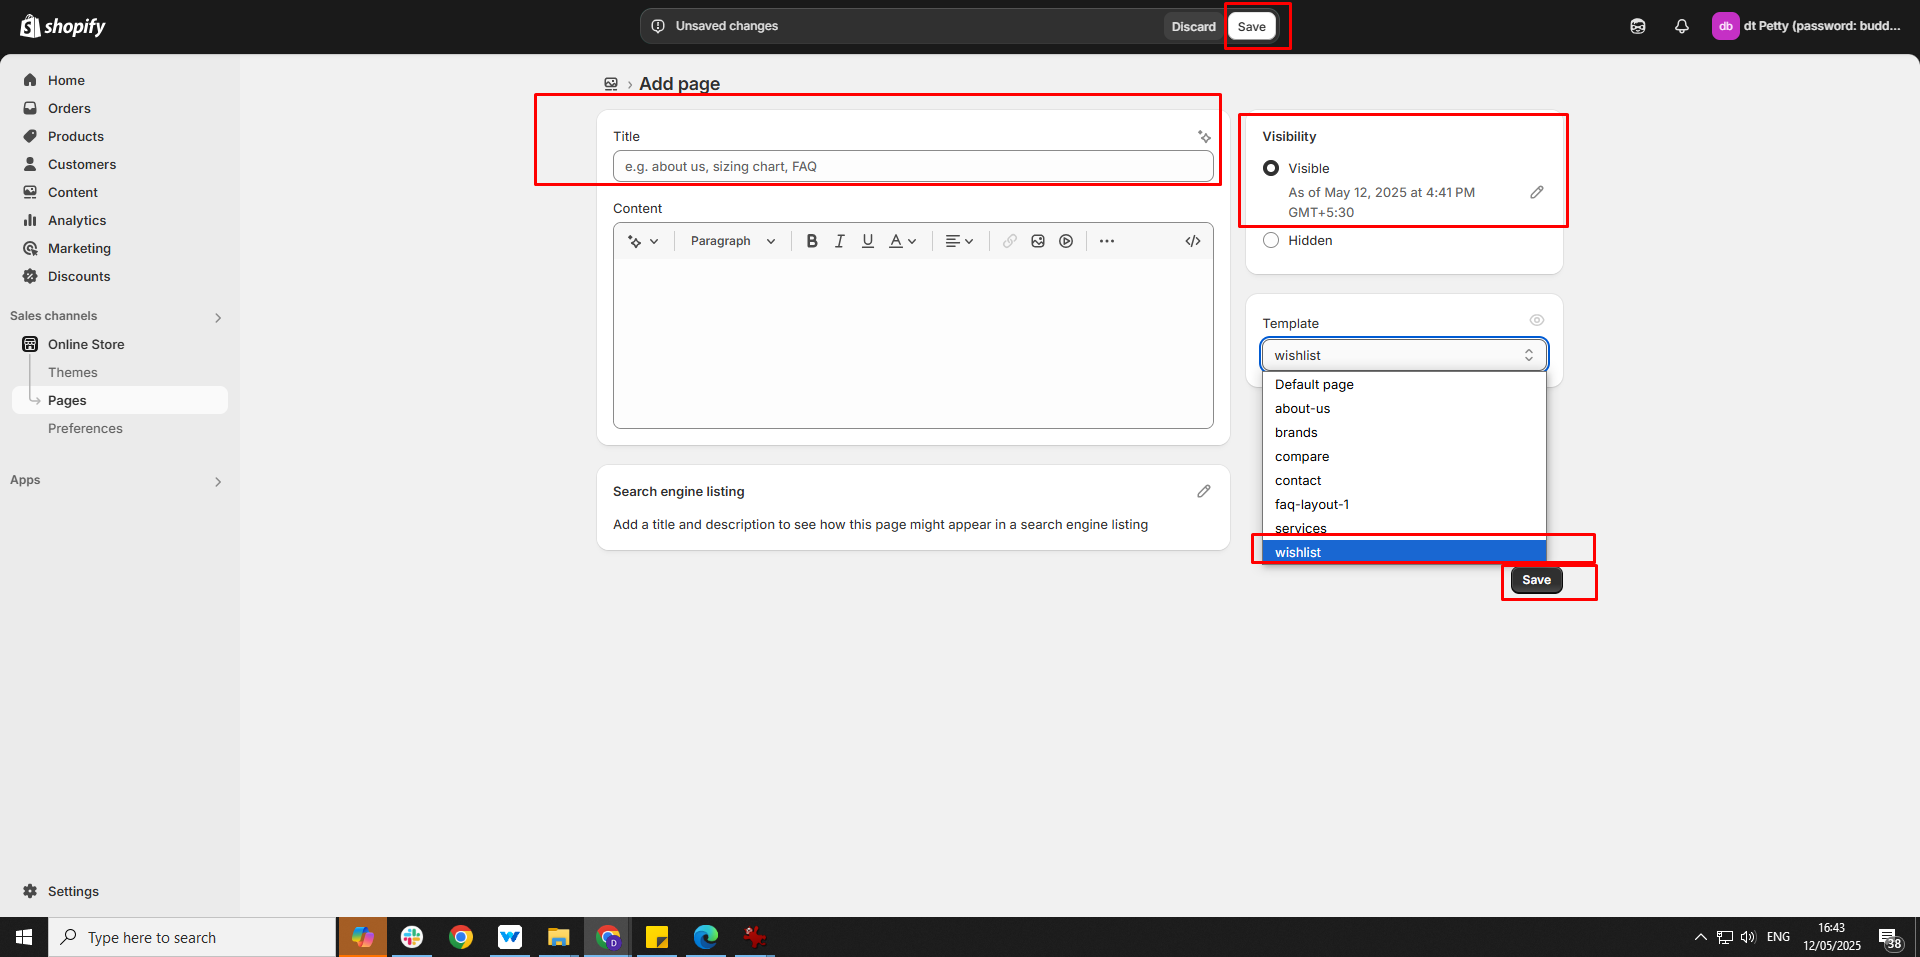 shopify
Unsaved changes
Discard
Save
db
dt Petty (password: budd...
Home
Orders
Products
Customers
Content
Analytics
Marketing
Discounts
Sales channels
Online Store
Themes
Pages
Preferences
Apps
Settings
Add page
Title
e.g. about us, sizing chart, FAQ
Content
Paragraph
B I U A
Search engine listing
Add a title and description to see how this page might appear in a search engine listing
Visibility
Visible
As of May 12, 2025 at 4:41 PM
GMT+5:30
Hidden
Template
wishlist
Default page
about-us
brands
compare
contact
faq-layout-1
services
wishlist
Save
Type here to search
D
ENG
16:43
12/05/2025
38